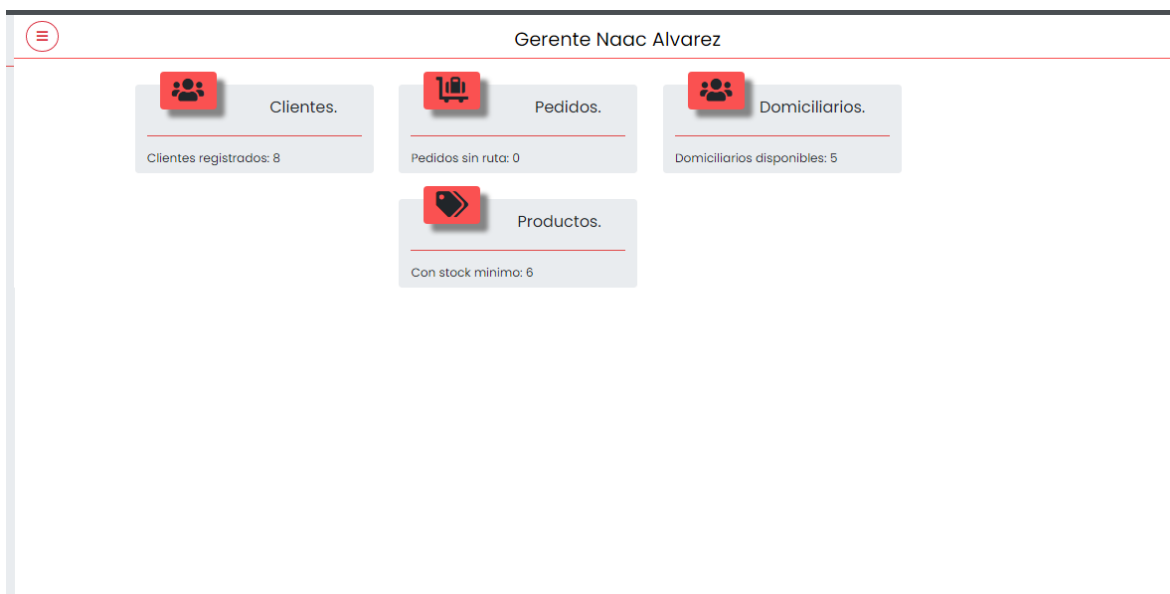 Gerente Naac Alvarez
Clientes.
Clientes registrados: 8
Pedidos.
Pedidos sin ruta: 0
Domiciliarios.
Domiciliarios disponibles: 5
Productos.
Con stock minimo: 6